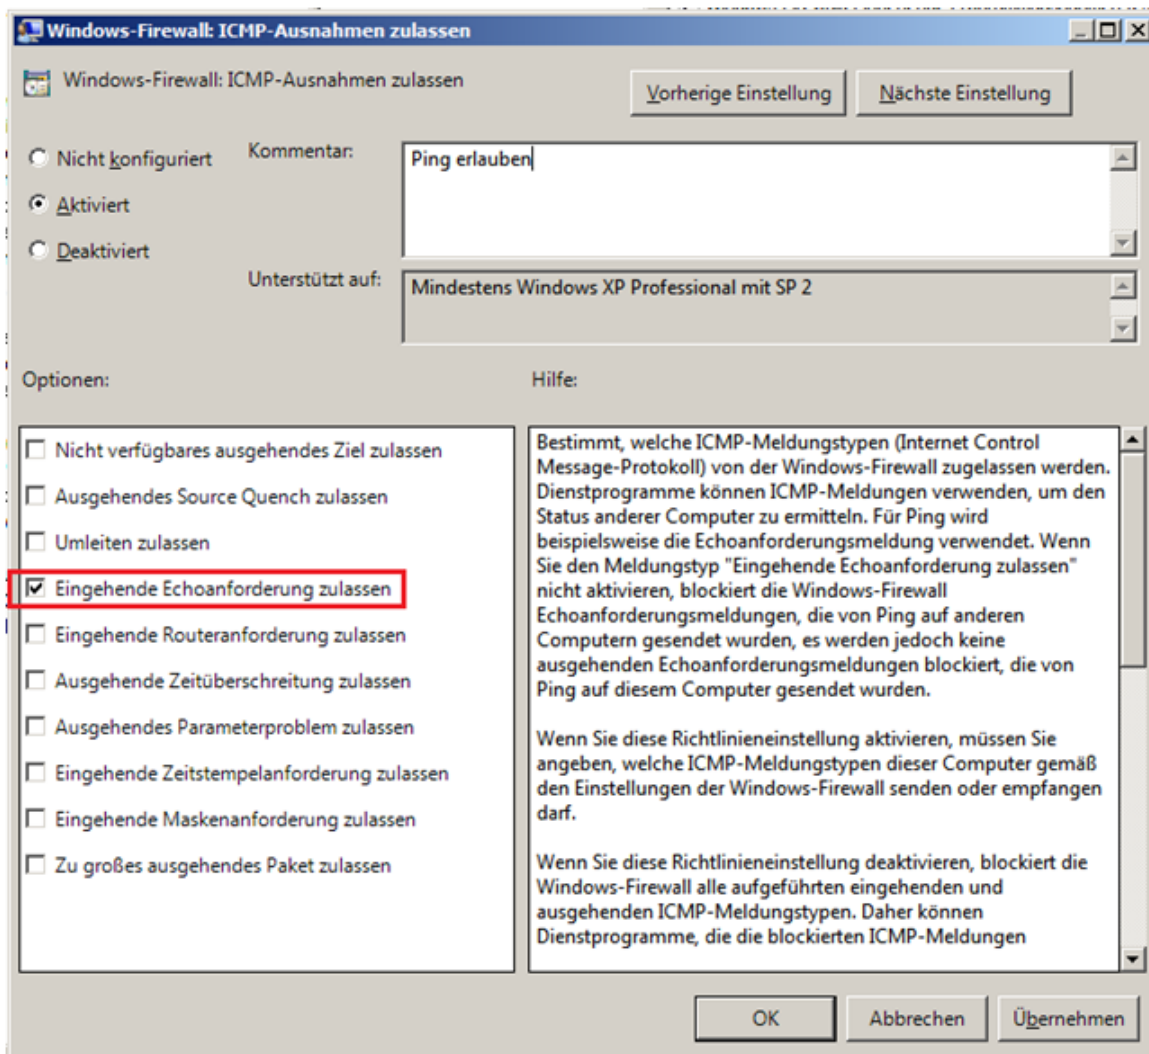 Windows-Firewall: ICMP-Ausnahmen zulassen
Windows-Firewall: ICMP-Ausnahmen zulassen
Vorherige Einstellung
Nächste Einstellung
Nicht konfiguriert
Aktiviert
Deaktiviert
Kommentar:
Ping erlauben
Unterstützt auf:
Mindestens Windows XP Professional mit SP 2
Optionen:
Nicht verfügbares ausgehendes Ziel zulassen
Ausgehendes Source Quench zulassen
Umleiten zulassen
Eingehende Echoanforderung zulassen
Eingehende Routeranforderung zulassen
Ausgehende Zeitüberschreitung zulassen
Ausgehendes Parameterproblem zulassen
Eingehende Zeitstempelanforderung zulassen
Eingehende Maskenanforderung zulassen
Zu großes ausgehendes Paket zulassen
Hilfe:
Bestimmt, welche ICMP-Meldungstypen (Internet Control
Message-Protokoll) von der Windows-Firewall zugelassen werden.
Dienstprogramme können ICMP-Meldungen verwenden, um den
Status anderer Computer zu ermitteln. Für Ping wird
beispielsweise die Echoanforderungsmeldung verwendet. Wenn
Sie den Meldungstyp "Eingehende Echoanforderung zulassen"
nicht aktivieren, blockiert die Windows-Firewall
Echoanforderungsmeldungen, die von Ping auf anderen
Computern gesendet wurden, es werden jedoch keine
ausgehenden Echoanforderungsmeldungen blockiert, die von
Ping auf diesem Computer gesendet wurden.
Wenn Sie diese Richtlinieneinstellung aktivieren, müssen Sie
angeben, welche ICMP-Meldungstypen dieser Computer gemäß
den Einstellungen der Windows-Firewall senden oder empfangen
darf.
Wenn Sie diese Richtlinieneinstellung deaktivieren, blockiert die
Windows-Firewall alle aufgeführten eingehenden und
ausgehenden ICMP-Meldungstypen. Daher können
Dienstprogramme, die die blockierten ICMP-Meldungen
OK
Abbrechen
Übernehmen